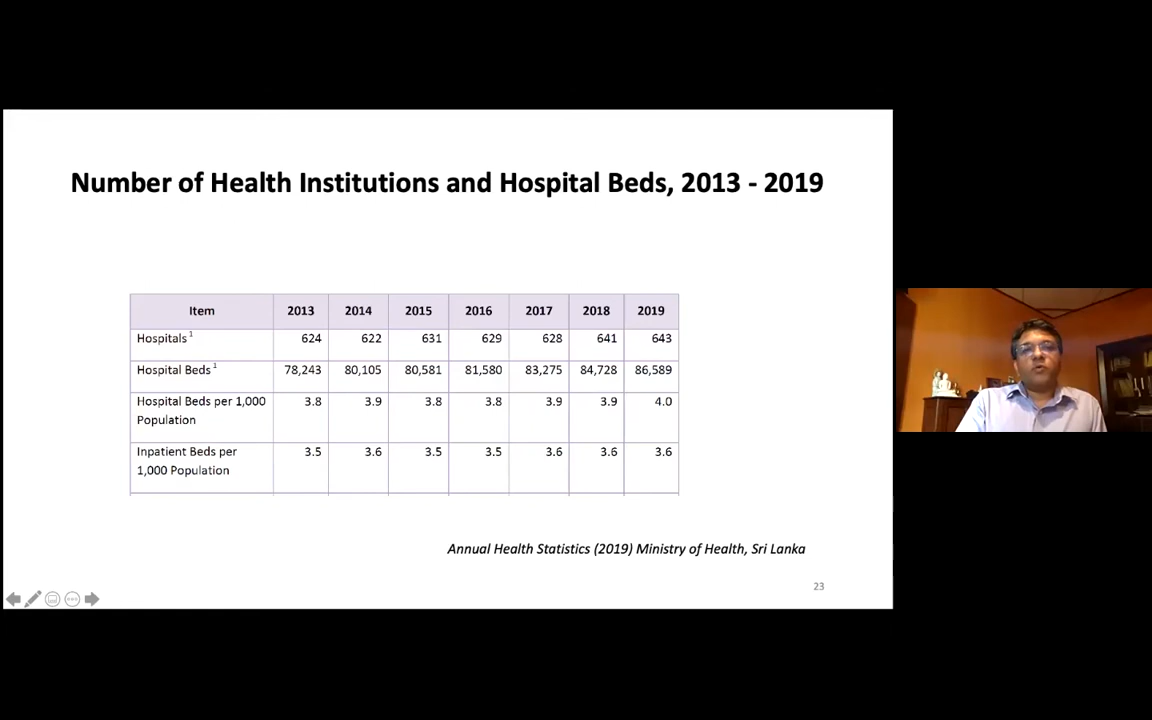 Number of Health Institutions and Hospital Beds, 2013 - 2019
Item 2013 2014 2015 2016 2017 2018 2019
Hospitals 1 624 622 631 629 628 641 643
Hospital Beds 1 78,243 80,105 80,581 81,580 83,275 84,728 86,589
Hospital Beds per 1,000 3.8 3.9 3.8 3.8 3.9 3.9 4.0
Population
Inpatient Beds per 3.5 3.6 3.5 3.5 3.6 3.6 3.6
1,000 Population
Annual Health Statistics (2019) Ministry of Health, Sri Lanka
23